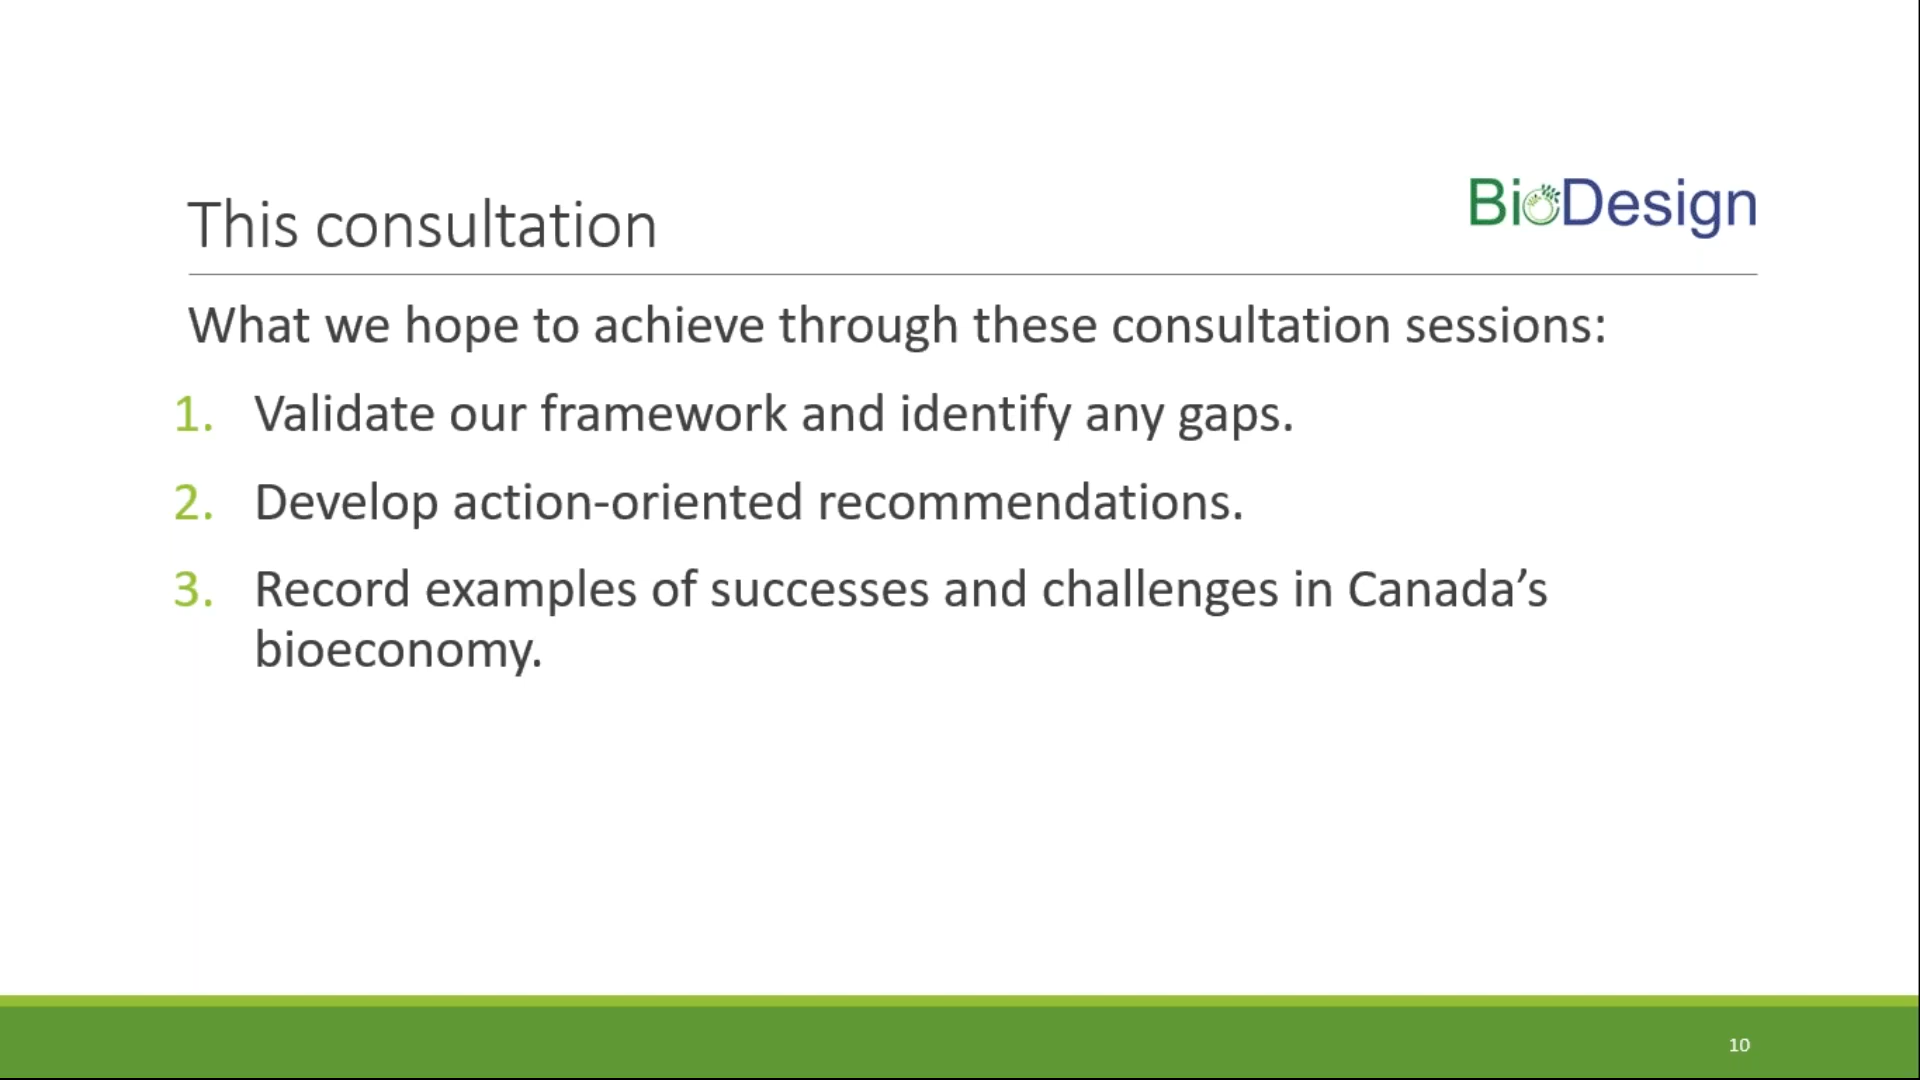 This consultation
BioDesign
What we hope to achieve through these consultation sessions:
1. Validate our framework and identify any gaps.
2. Develop action-oriented recommendations.
3. Record examples of successes and challenges in Canada’s
bioeconomy.
10